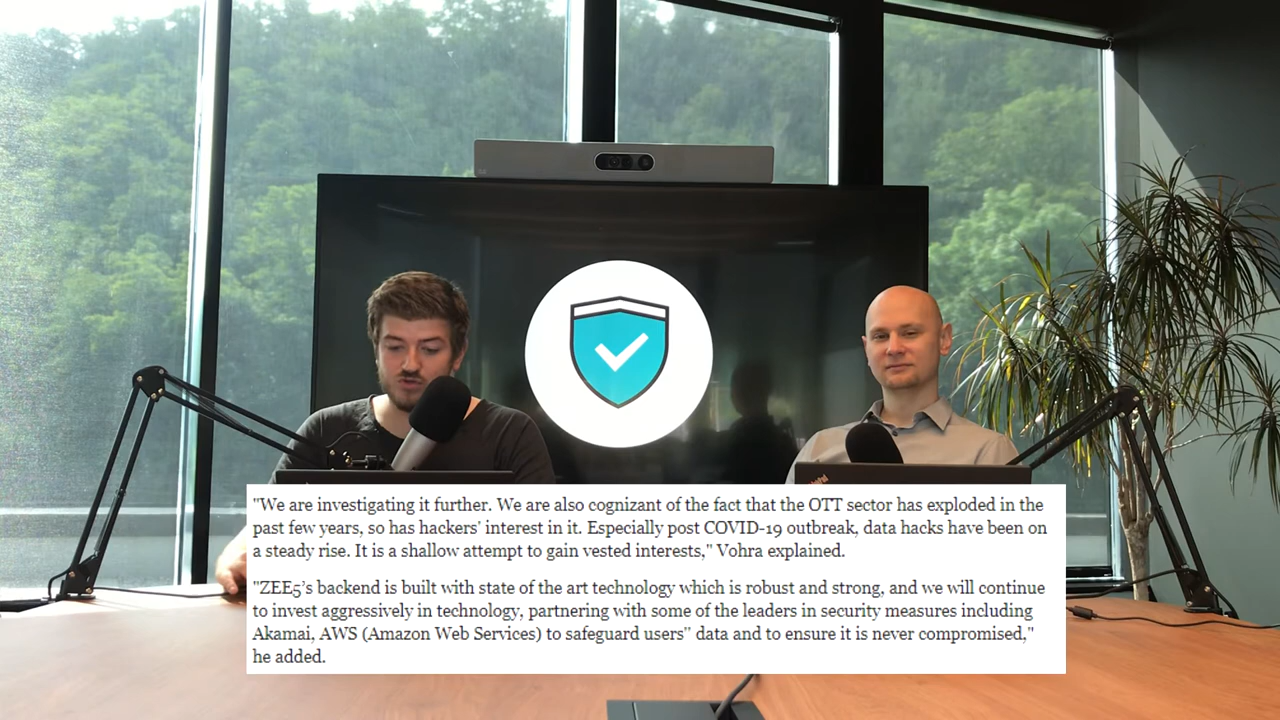 "We are investigating it further. We are also cognizant of the fact that the OTT sector has exploded in the
past few years, so has hackers' interest in it. Especially post COVID-19 outbreak, data hacks have been on
a steady rise. It is a shallow attempt to gain vested interests," Vohra explained.
"ZEE5's backend is built with state of the art technology which is robust and strong, and we will continue
to invest aggressively in technology, partnering with some of the leaders in security measures including
Akamai, AWS (Amazon Web Services) to safeguard users" data and to ensure it is never compromised,"
he added.